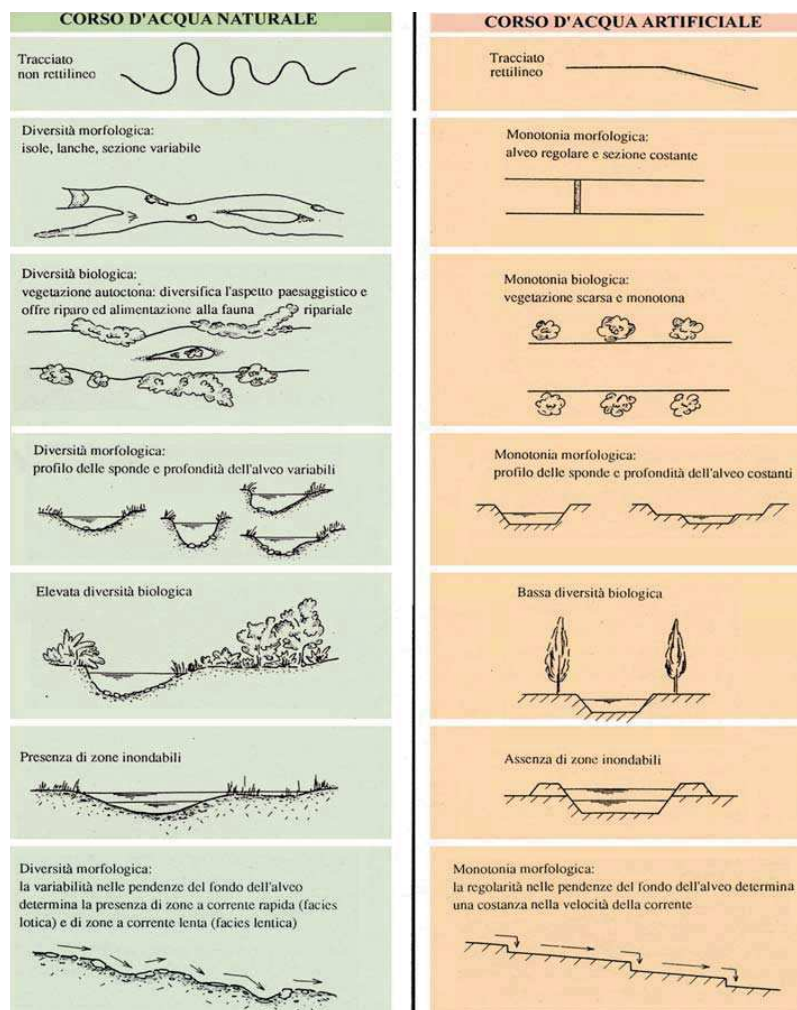 CORSO D'ACQUA NATURALE
CORSO D'ACQUA ARTIFICIALE
Tracciato
non rettilineo
Tracciato
rettilineo
Diversità morfologica:
isole, lanche, sezione variabile
Monotonia morfologica:
alveo regolare e sezione costante
Diversità biologica:
vegetazione autoctona: diversifica l'aspetto paesaggistico e
offre riparo ed alimentazione alla fauna ripariale
Monotonia biologica:
vegetazione scarsa e monotona
Diversità morfologica:
profilo delle sponde e profondità dell'alveo variabili
Monotonia morfologica:
profilo delle sponde e profondità dell'alveo costanti
Elevata diversità biologica
Bassa diversità biologica
Presenza di zone inondabili
Assenza di zone inondabili
Diversità morfologica:
la variabilità nelle pendenze del fondo dell'alveo
determina la presenza di zone a corrente rapida (facies
lotica) e di zone a corrente lenta (facies lentica)
Monotonia morfologica:
la regolarità nelle pendenze del fondo dell'alveo determina
una costanza nella velocità della corrente